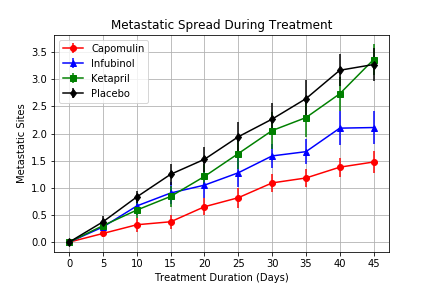 Metastatic Spread During Treatment
Capomulin
Infubinol
Ketapril
Placebo
Metastatic Sites
3.5
3.0
2.5
2.0
1.5
1.0
0.5
0.0
0 5 10 15 20 25 30 35 40 45
Treatment Duration (Days)